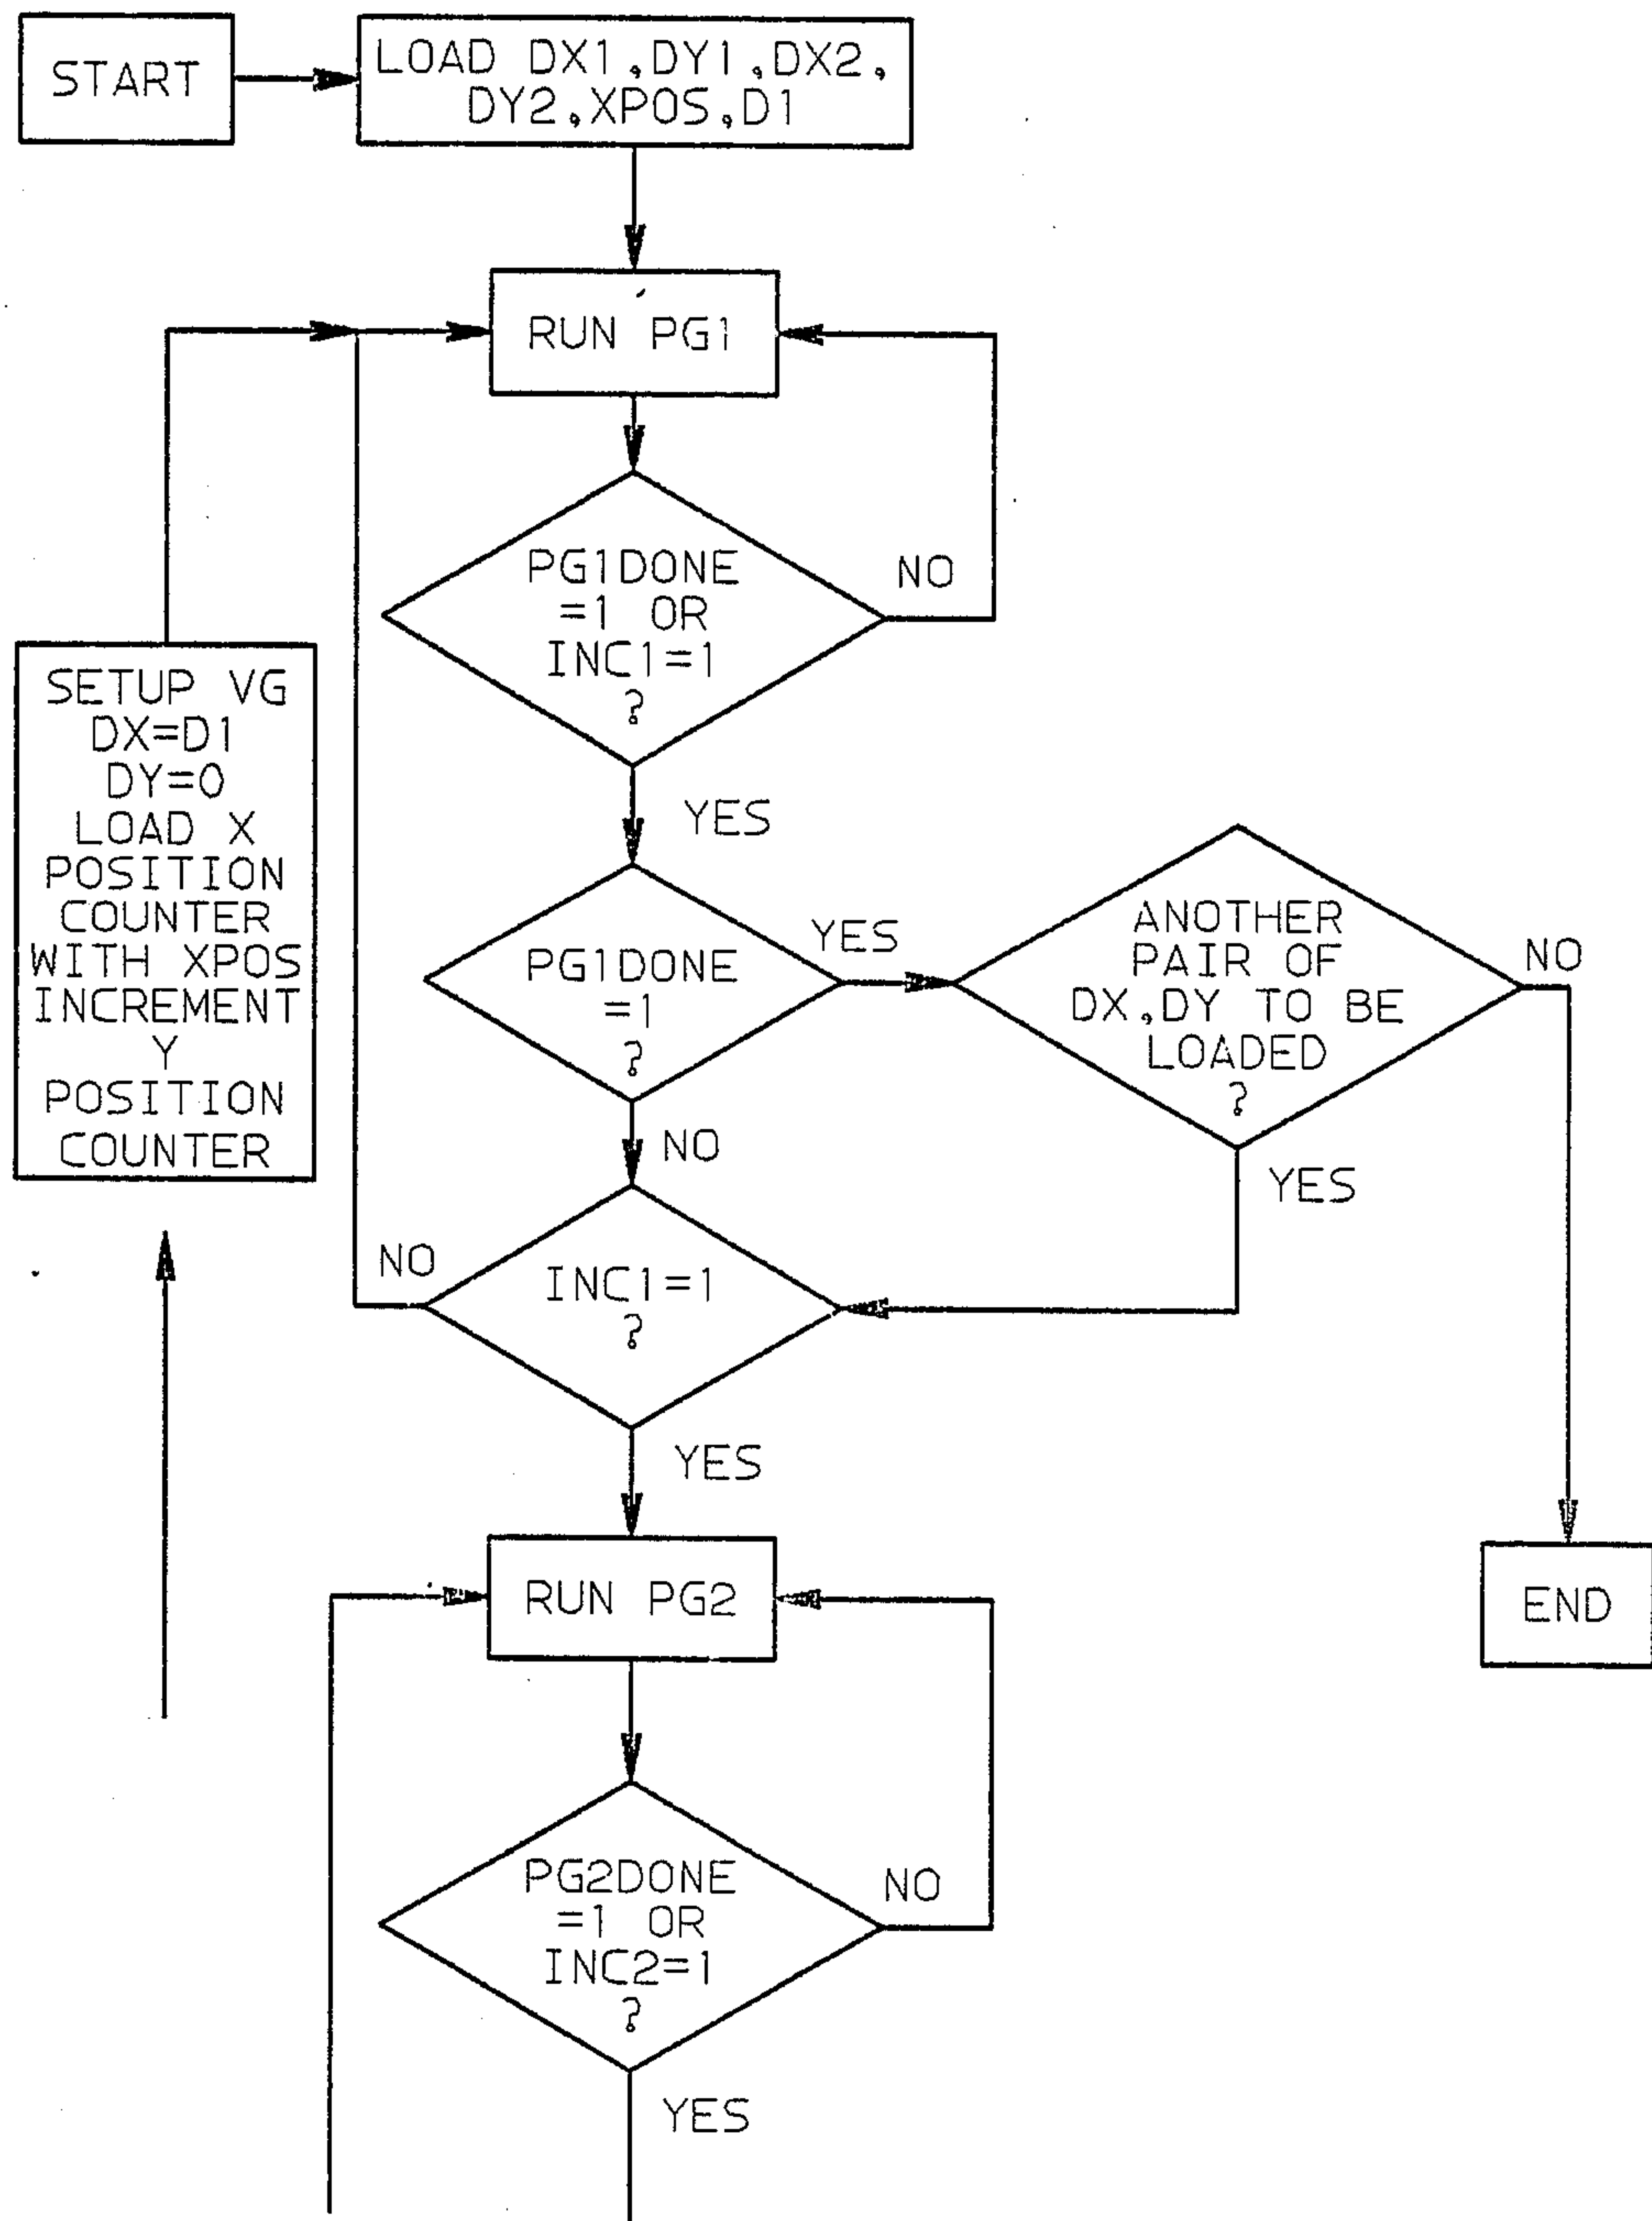 START
LOAD DX1,DY1,DX2,
DY2,XPOS,D1
RUN PG1
PG1DONE
=1 OR
INC1=1
?
NO
YES
SETUP VG
DX=D1
DY=0
LOAD X
POSITION
COUNTER
WITH XPOS
INCREMENT
Y
POSITION
COUNTER
PG1DONE
=1
?
YES
NO
ANOTHER
PAIR OF
DX,DY TO BE
LOADED
?
NO
YES
INC1=1
?
NO
YES
RUN PG2
END
PG2DONE
=1 OR
INC2=1
?
NO
YES